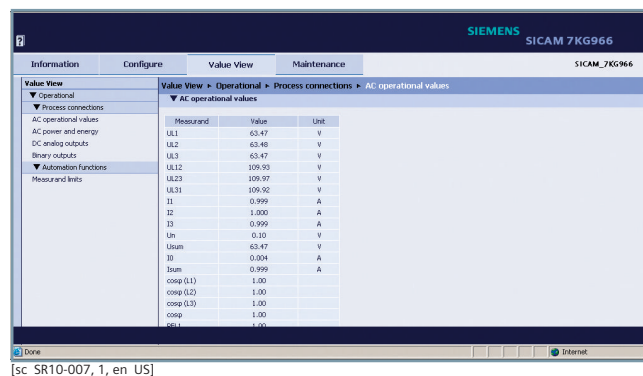 SIEMENS
SICAM 7KG966
?
Information Configure Value View Maintenance SICAM_7KG966
Value View
▼ Operational
▼ Process connections
AC operational values
AC power and energy
DC analog outputs
Binary outputs
▼ Automation functions
Measurand limits
Value View ► Operational ► Process connections ► AC operational values
▼ AC operational values
Measurand Value Unit
UL1 63.47 V
UL2 63.48 V
UL3 63.47 V
UL12 109.93 V
UL23 109.97 V
UL31 109.92 V
I1 0.999 A
I2 1.000 A
I3 0.999 A
Un 0.10 V
Usum 63.47 V
I0 0.004 A
Isum 0.999 A
cosφ (L1) 1.00
cosφ (L2) 1.00
cosφ (L3) 1.00
cosφ 1.00
PFL1 1.00
Done Internet
[sc_SR10-007, 1, en_US]